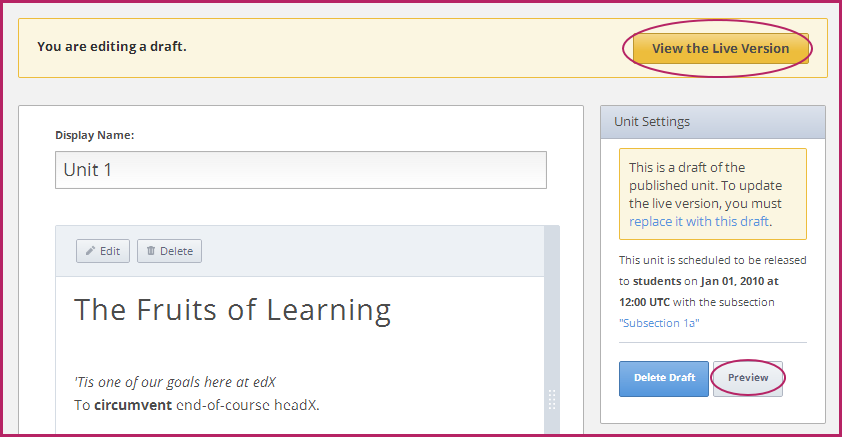 You are editing a draft.
View the Live Version
Display Name:
Unit 1
Edit
Delete
The Fruits of Learning
'Tis one of our goals here at edX
To circumvent end-of-course headX.
Unit Settings
This is a draft of the
published unit. To update
the live version, you must
replace it with this draft.
This unit is scheduled to be released
to students on Jan 01, 2010 at
12:00 UTC with the subsection
"Subsection 1a"
Delete Draft
Preview